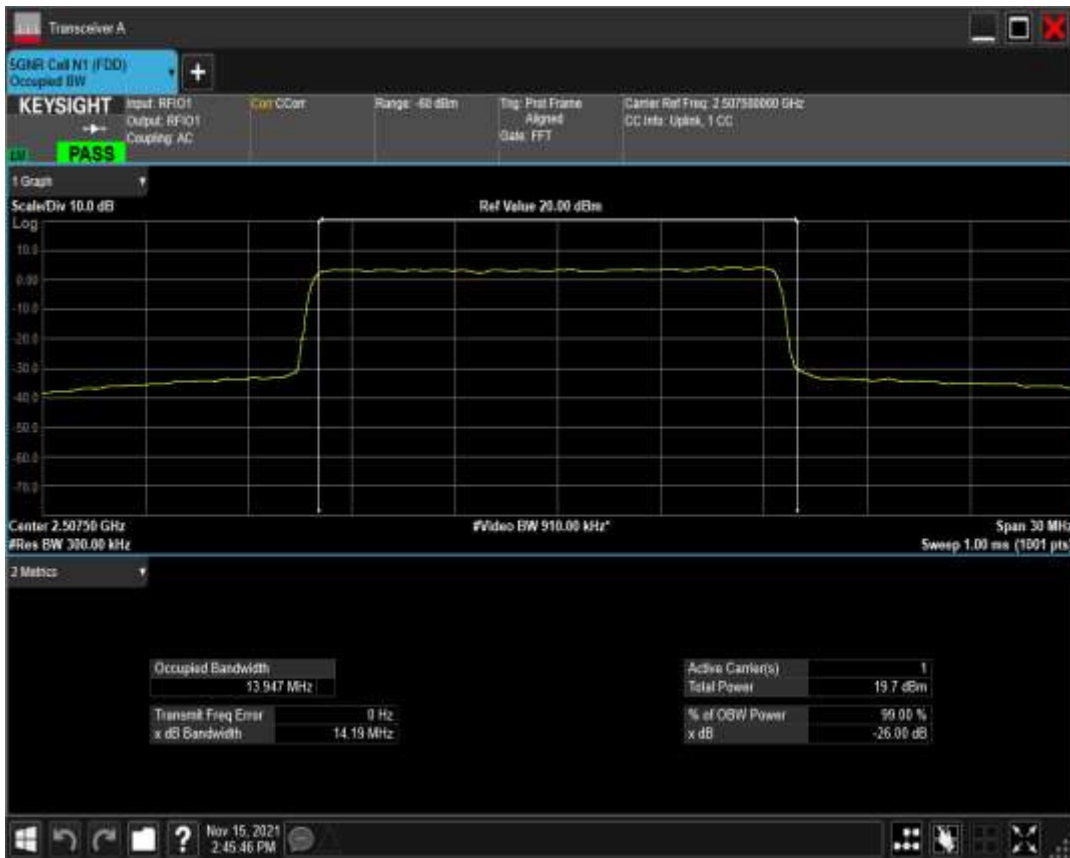 Transceiver A
5GNR Cell N1 (FDD)
Occupied BW
+
KEYSIGHT
Input: RFIO1
Output: RFIO1
Coupling: AC
Corr CCorr
Range: -60 dBm
Trig: Prot Frame
Aligned
Gate: FFT
Carrier Ref Freq: 2.507500000 GHz
CC Info: Uplink, 1 CC
PASS
1 Graph
Scale/Div 10.0 dB
Ref Value 20.00 dBm
Log
10.0
0.00
-10.0
-20.0
-30.0
-40.0
-50.0
-60.0
-70.0
Center 2.50750 GHz
#Video BW 910.00 kHz*
Span 30 MHz
#Res BW 300.00 kHz
Sweep 1.00 ms (1001 pts)
2 Metrics
Occupied Bandwidth
13.947 MHz
Transmit Freq Error 0 Hz
x dB Bandwidth 14.19 MHz
Active Carrier(s) 1
Total Power 19.7 dBm
% of OBW Power 99.00 %
x dB -26.00 dB
?
Nov 15, 2021
2:45:46 PM